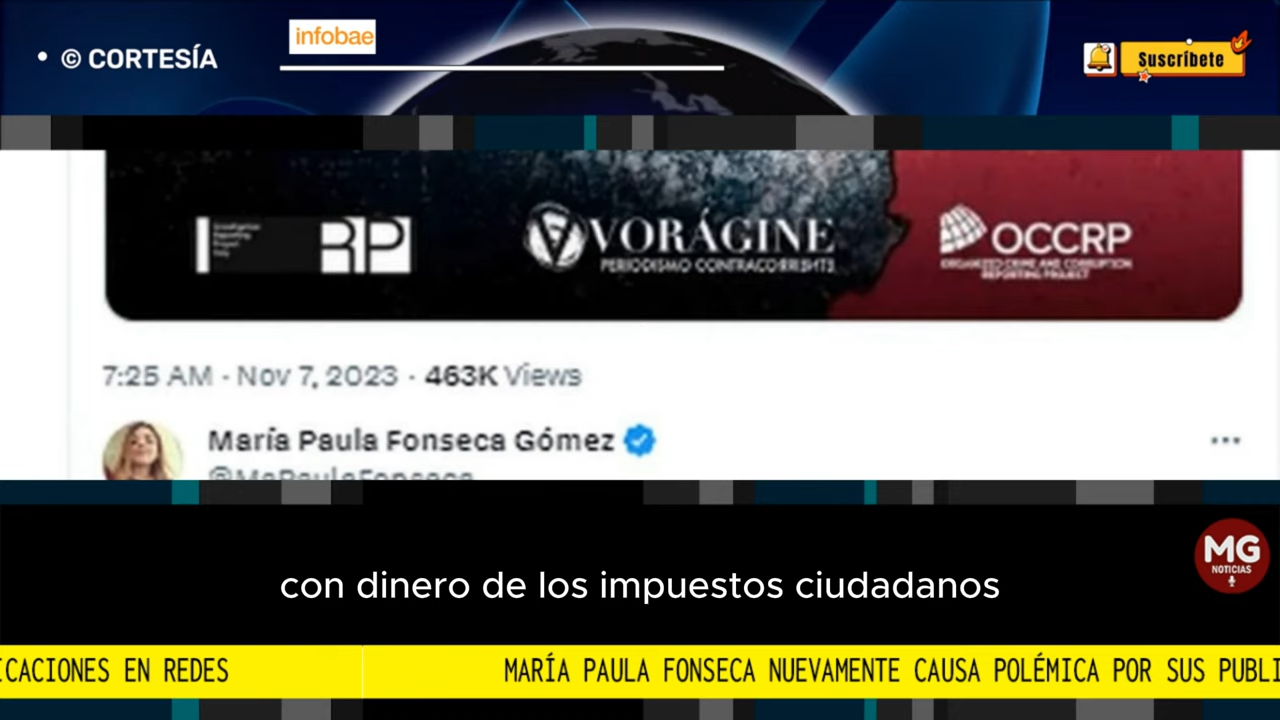 infobae
• © CORTESÍA
Suscríbete
RP
VORÁGINE
PERIODISMO CONTRACORRIENTE
OCCRP
ORGANIZED CRIME AND CORRUPTION
REPORTING PROJECT
7:25 AM · Nov 7, 2023 · 463K Views
María Paula Fonseca Gómez
@MaPaulaFonseca
MG
NOTICIAS
con dinero de los impuestos ciudadanos
ICACIONES EN REDES MARÍA PAULA FONSECA NUEVAMENTE CAUSA POLÉMICA POR SUS PUBLI